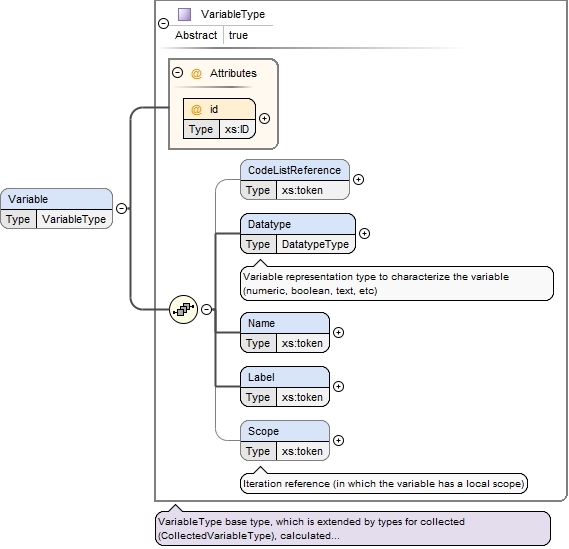 VariableType
Abstract true
@ Attributes
@ id
Type xs:ID
Variable
Type VariableType
CodeListReference
Type xs:token
Datatype
Type DatatypeType
Variable representation type to characterize the variable
(numeric, boolean, text, etc)
Name
Type xs:token
Label
Type xs:token
Scope
Type xs:token
Iteration reference (in which the variable has a local scope)
VariableType base type, which is extended by types for collected
(CollectedVariableType), calculated...